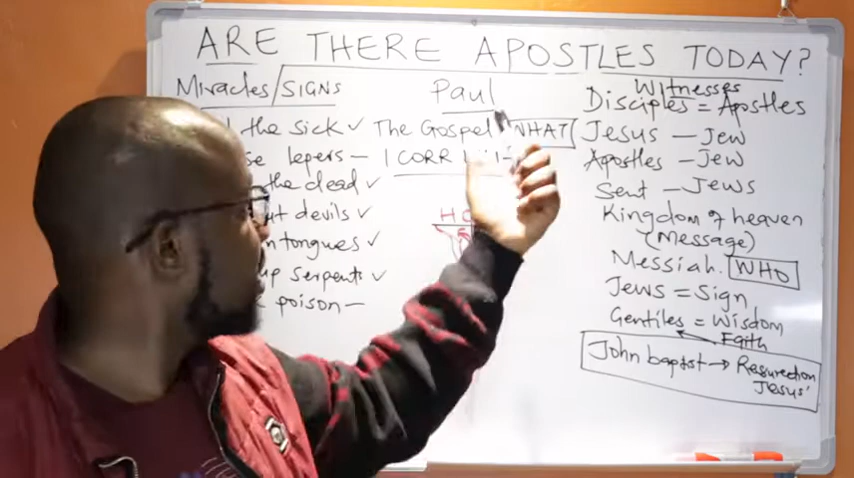 ARE THERE APOSTLES TODAY?
Miracles/SIGNS
the sick ✓
lepers –
the dead ✓
devils ✓
tongues ✓
up serpents ✓
poison –
Paul
The Gospel WHAT
I CORR
H
Witnesses
Disciples = Apostles
Jesus – Jew
Apostles – Jew
Sent – Jews
Kingdom of heaven
(Message)
Messiah. WHO
Jews = Sign
Gentiles = Wisdom
Faith
John baptist → Resurection
Jesus'